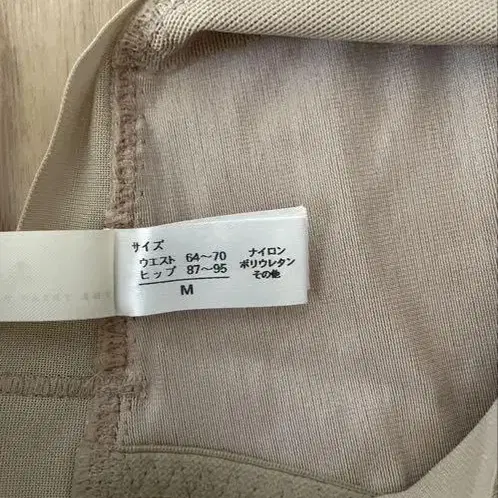 サイズ
ウエスト 64～70
ヒップ 87～95
M
ナイロン
ポリウレタン
その他